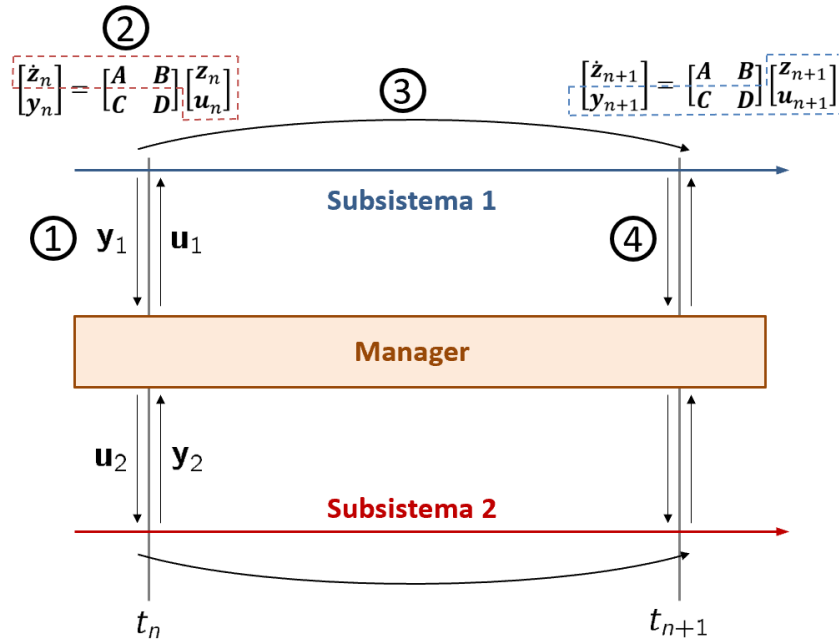 ②
[ż_n; y_n] = [A B; C D] [z_n; u_n]
[ż_{n+1}; y_{n+1}] = [A B; C D] [z_{n+1}; u_{n+1}]
③
Subsistema 1
① y_1 u_1
④
Manager
u_2 y_2
Subsistema 2
t_n
t_{n+1}